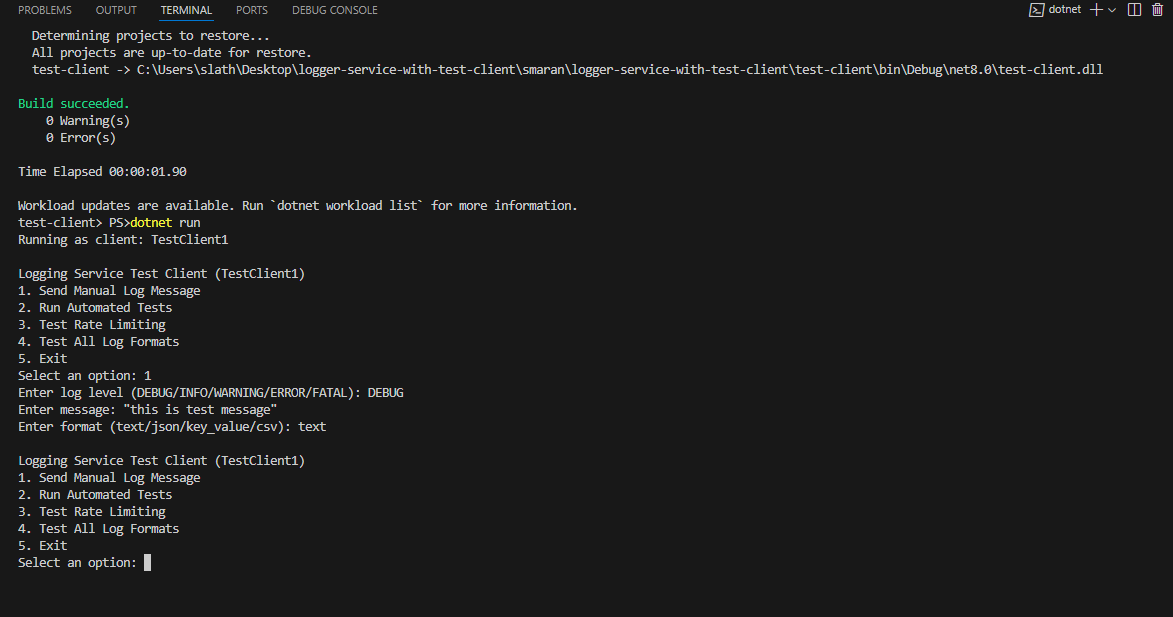 PROBLEMS OUTPUT TERMINAL PORTS DEBUG CONSOLE dotnet
Determining projects to restore...
All projects are up-to-date for restore.
test-client -> C:\Users\slath\Desktop\logger-service-with-test-client\smaran\logger-service-with-test-client\test-client\bin\Debug\net8.0\test-client.dll
Build succeeded.
0 Warning(s)
0 Error(s)
Time Elapsed 00:00:01.90
Workload updates are available. Run `dotnet workload list` for more information.
test-client> PS>dotnet run
Running as client: TestClient1
Logging Service Test Client (TestClient1)
1. Send Manual Log Message
2. Run Automated Tests
3. Test Rate Limiting
4. Test All Log Formats
5. Exit
Select an option: 1
Enter log level (DEBUG/INFO/WARNING/ERROR/FATAL): DEBUG
Enter message: "this is test message"
Enter format (text/json/key_value/csv): text
Logging Service Test Client (TestClient1)
1. Send Manual Log Message
2. Run Automated Tests
3. Test Rate Limiting
4. Test All Log Formats
5. Exit
Select an option: